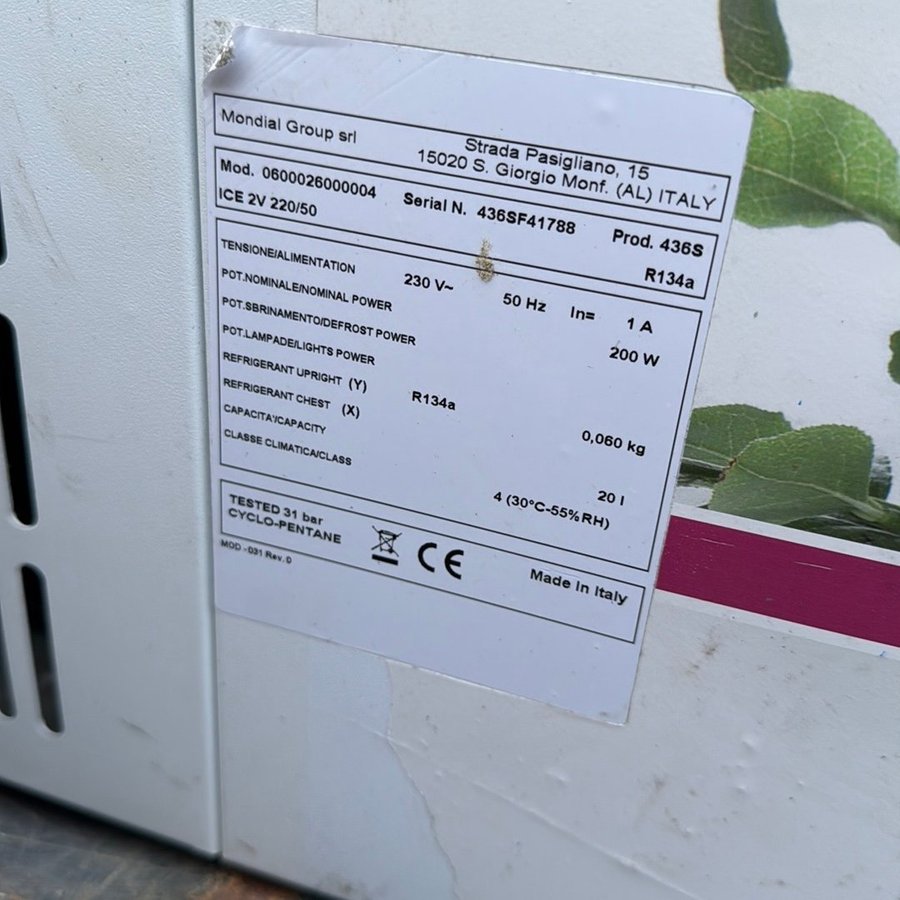 Mondial Group srl
Strada Pasigliano, 15
15020 S. Giorgio Monf. (AL) ITALY
Mod. 0600026000004 Serial N. 436SF41788 Prod. 436S
ICE 2V 220/50 R134a
TENSIONE/ALIMENTATION 230 V~ 50 Hz In= 1 A
POT.NOMINALE/NOMINAL POWER 200 W
POT.SBRINAMENTO/DEFROST POWER
POT.LAMPADE/LIGHTS POWER
REFRIGERANT UPRIGHT (Y) R134a 0,060 kg
REFRIGERANT CHEST (X)
CAPACITA'/CAPACITY 20 l
CLASSE CLIMATICA/CLASS 4 (30°C-55%RH)
TESTED 31 bar
CYCLO-PENTANE
CE
Made in Italy
MOD -031 Rev. 0